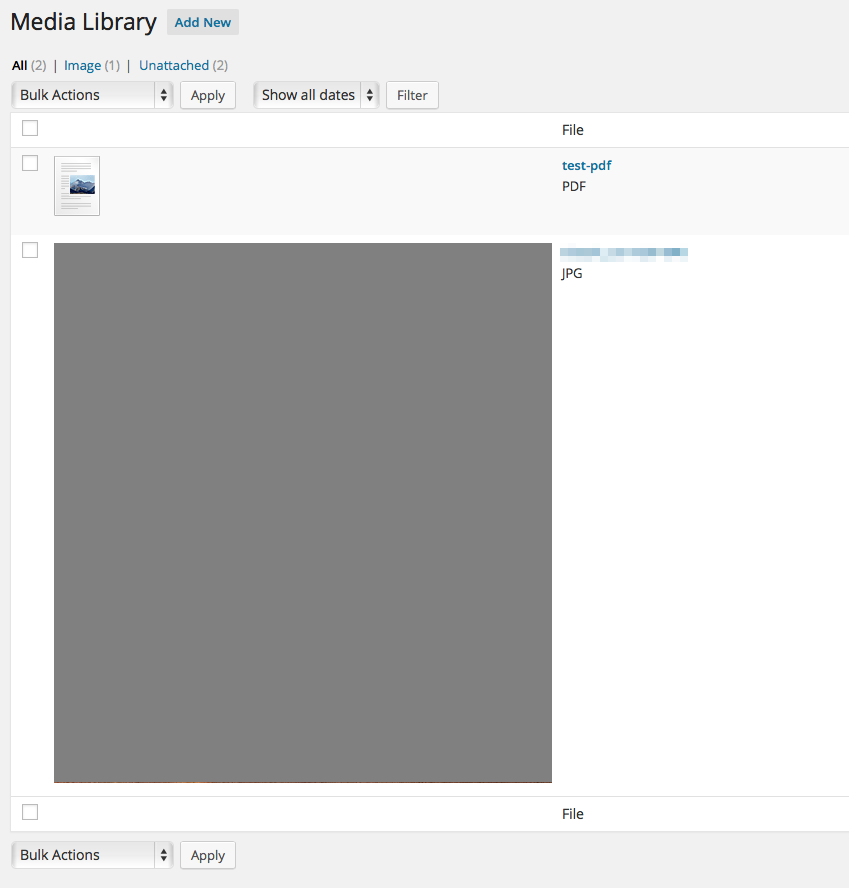 Media Library Add New
All (2) | Image (1) | Unattached (2)
Bulk Actions Apply Show all dates Filter
File
test-pdf
PDF
JPG
File
Bulk Actions Apply